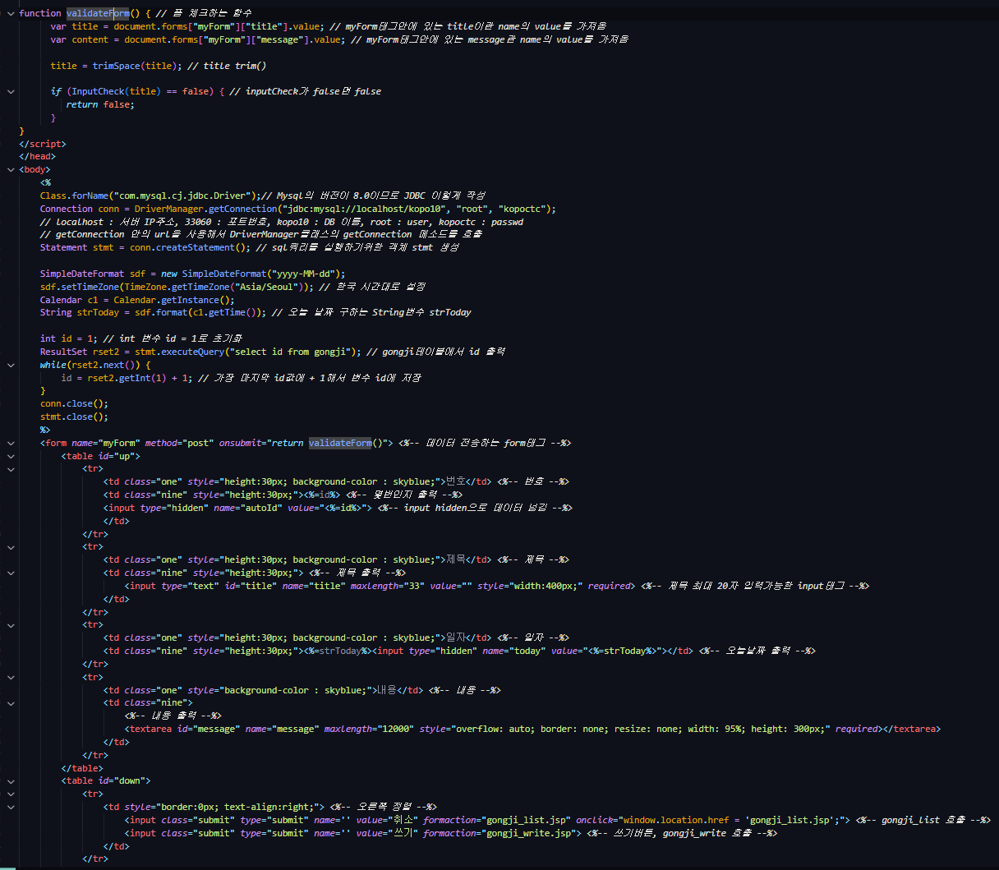 function validateForm() { // 폼 체크하는 함수
var title = document.forms["myForm"]["title"].value; // myForm태그안에 있는 title이란 name의 value를 가져옴
var content = document.forms["myForm"]["message"].value; // myForm태그안에 있는 message란 name의 value를 가져옴
title = trimSpace(title); // title trim()
if (InputCheck(title) == false) { // inputCheck가 false면 false
return false;
}
}
</script>
</head>
<body>
<%
Class.forName("com.mysql.cj.jdbc.Driver");// Mysql의 버전이 8.0이므로 JDBC 이렇게 작성
Connection conn = DriverManager.getConnection("jdbc:mysql://localhost/kopo10", "root", "kopoctc");
// localhost : 서버 IP주소, 33060 : 포트번호, kopo10 : DB 이름, root : user, kopoctc : passwd
// getConnection 안의 url을 사용해서 DriverManager클래스의 getConnection 메소드를 호출
Statement stmt = conn.createStatement(); // sql쿼리를 실행하기위한 객체 stmt 생성
SimpleDateFormat sdf = new SimpleDateFormat("yyyy-MM-dd");
sdf.setTimeZone(TimeZone.getTimeZone("Asia/Seoul")); // 한국 시간대로 설정
Calendar c1 = Calendar.getInstance();
String strToday = sdf.format(c1.getTime()); // 오늘 날짜 구하는 String변수 strToday
int id = 1; // int 변수 id = 1로 초기화
ResultSet rset2 = stmt.executeQuery("select id from gongji"); // gongji테이블에서 id 출력
while(rset2.next()) {
id = rset2.getInt(1) + 1; // 가장 마지막 id값에 + 1해서 변수 id에 저장
}
conn.close();
stmt.close();
%>
<form name="myForm" method="post" onsubmit="return validateForm()"> <%-- 데이터 전송하는 form태그 --%>
<table id="up">
<tr>
<td class="one" style="height:30px; background-color : skyblue;">번호</td> <%-- 번호 --%>
<td class="nine" style="height:30px;"><%=id%> <%-- 몇번인지 출력 --%>
<input type="hidden" name="autoId" value="<%=id%>"> <%-- input hidden으로 데이터 넘김 --%>
</td>
</tr>
<tr>
<td class="one" style="height:30px; background-color : skyblue;">제목</td> <%-- 제목 --%>
<td class="nine" style="height:30px;"> <%-- 제목 출력 --%>
<input type="text" id="title" name="title" maxlength="33" value="" style="width:400px;" required> <%-- 제목 최대 20자 입력가능한 input태그 --%>
</td>
</tr>
<tr>
<td class="one" style="height:30px; background-color : skyblue;">일자</td> <%-- 일자 --%>
<td class="nine" style="height:30px;"><%=strToday%><input type="hidden" name="today" value="<%=strToday%>"></td> <%-- 오늘날짜 출력 --%>
</tr>
<tr>
<td class="one" style="background-color : skyblue;">내용</td> <%-- 내용 --%>
<td class="nine">
<%-- 내용 출력 --%>
<textarea id="message" name="message" maxlength="12000" style="overflow: auto; border: none; resize: none; width: 95%; height: 300px;" required></textarea>
</td>
</tr>
</table>
<table id="down">
<tr>
<td style="border:0px; text-align:right;"> <%-- 오른쪽 정렬 --%>
<input class="submit" type="submit" name='' value="취소" formaction="gongji_list.jsp" onclick="window.location.href = 'gongji_list.jsp';"> <%-- gongji_list 호출 --%>
<input class="submit" type="submit" name='' value="쓰기" formaction="gongji_write.jsp"> <%-- 쓰기버튼, gongji_write 호출 --%>
</td>
</tr>